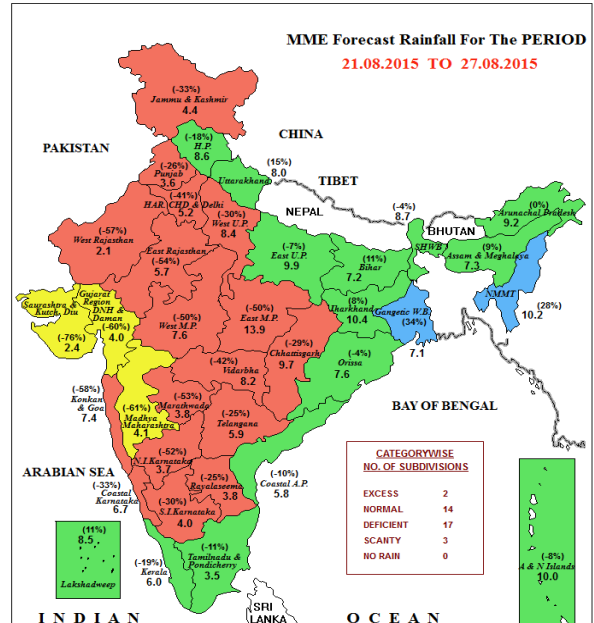 MME Forecast Rainfall For The PERIOD
21.08.2015 TO 27.08.2015
(-33%)
Jammu & Kashmir
4.4
CHINA
(-18%)
H.P.
8.6
PAKISTAN
(-26%)
Punjab
3.6
(15%)
8.0
Uttarakhand
TIBET
(-41%)
HAR. CHD & Delhi
5.2
NEPAL
(-30%)
West U.P.
8.4
(-4%)
8.7
(0%)
Arunachal Pradesh
9.2
BHUTAN
(-57%)
West Rajasthan
2.1
East Rajasthan
(-54%)
5.7
(-7%)
East U.P.
9.9
(11%)
Bihar
7.2
SHWB
(9%)
Assam & Meghalaya
7.3
Saurashtra &
Kutch, Diu
(-76%)
2.4
Gujarat
Region
DNH &
Daman
(-60%)
4.0
(-50%)
West M.P.
7.6
(-50%)
East M.P.
13.9
(8%)
Jharkhand
10.4
Gangetic W.B.
(34%)
7.1
NMMT
(28%)
10.2
(-29%)
Chhattisgarh
9.7
(-42%)
Vidarbha
8.2
(-4%)
Orissa
7.6
(-58%)
Konkan
& Goa
7.4
(-61%)
Madhya
Maharashtra
4.1
(-53%)
Marathwada
3.8
(-25%)
Telangana
5.9
BAY OF BENGAL
(-52%)
N.I.Karnataka
3.7
ARABIAN SEA
(-33%)
Coastal
Karnataka
6.7
(-25%)
Rayalaseema
3.8
(-10%)
Coastal A.P.
5.8
(-30%)
S.I.Karnataka
4.0
CATEGORYWISE
NO. OF SUBDIVISIONS
EXCESS 2
NORMAL 14
DEFICIENT 17
SCANTY 3
NO RAIN 0
(11%)
8.5
Lakshadweep
(-19%)
Kerala
6.0
(-11%)
Tamilnadu &
Pondicherry
3.5
(-8%)
A & N Islands
10.0
SRI
LANKA
INDIAN OCEAN